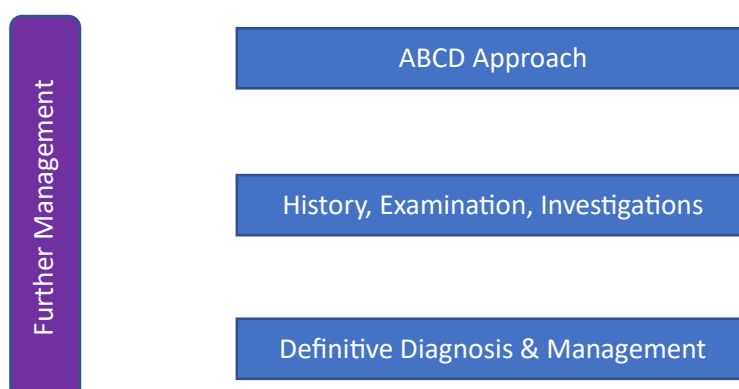 Further Management
ABCD Approach
History, Examination, Investigations
Definitive Diagnosis & Management